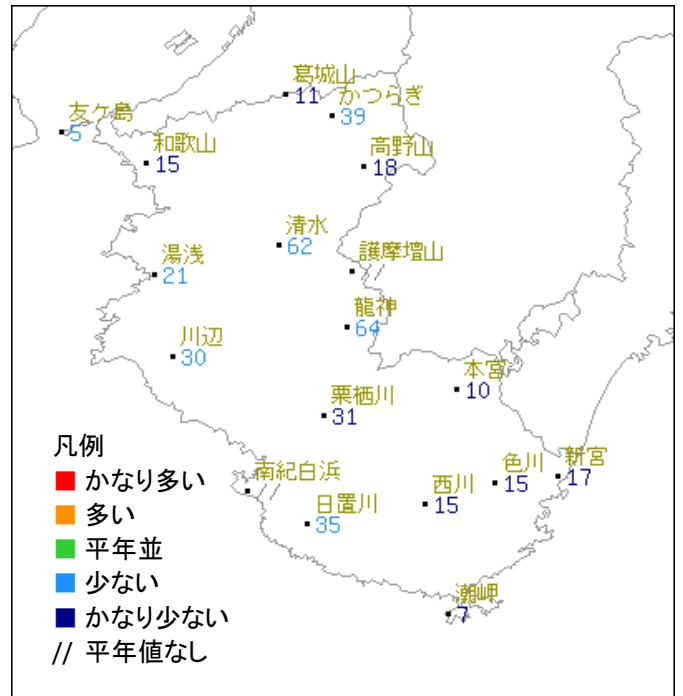 葛城山
11
かつらぎ
39
友ケ島
5
和歌山
15
高野山
18
清水
62
湯浅
21
護摩壇山
//
龍神
64
川辺
30
本宮
10
栗栖川
31
南紀白浜
//
日置川
35
西川
15
色川
15
新宮
17
潮岬
7
凡例
かなり多い
多い
平年並
少ない
かなり少ない
// 平年値なし